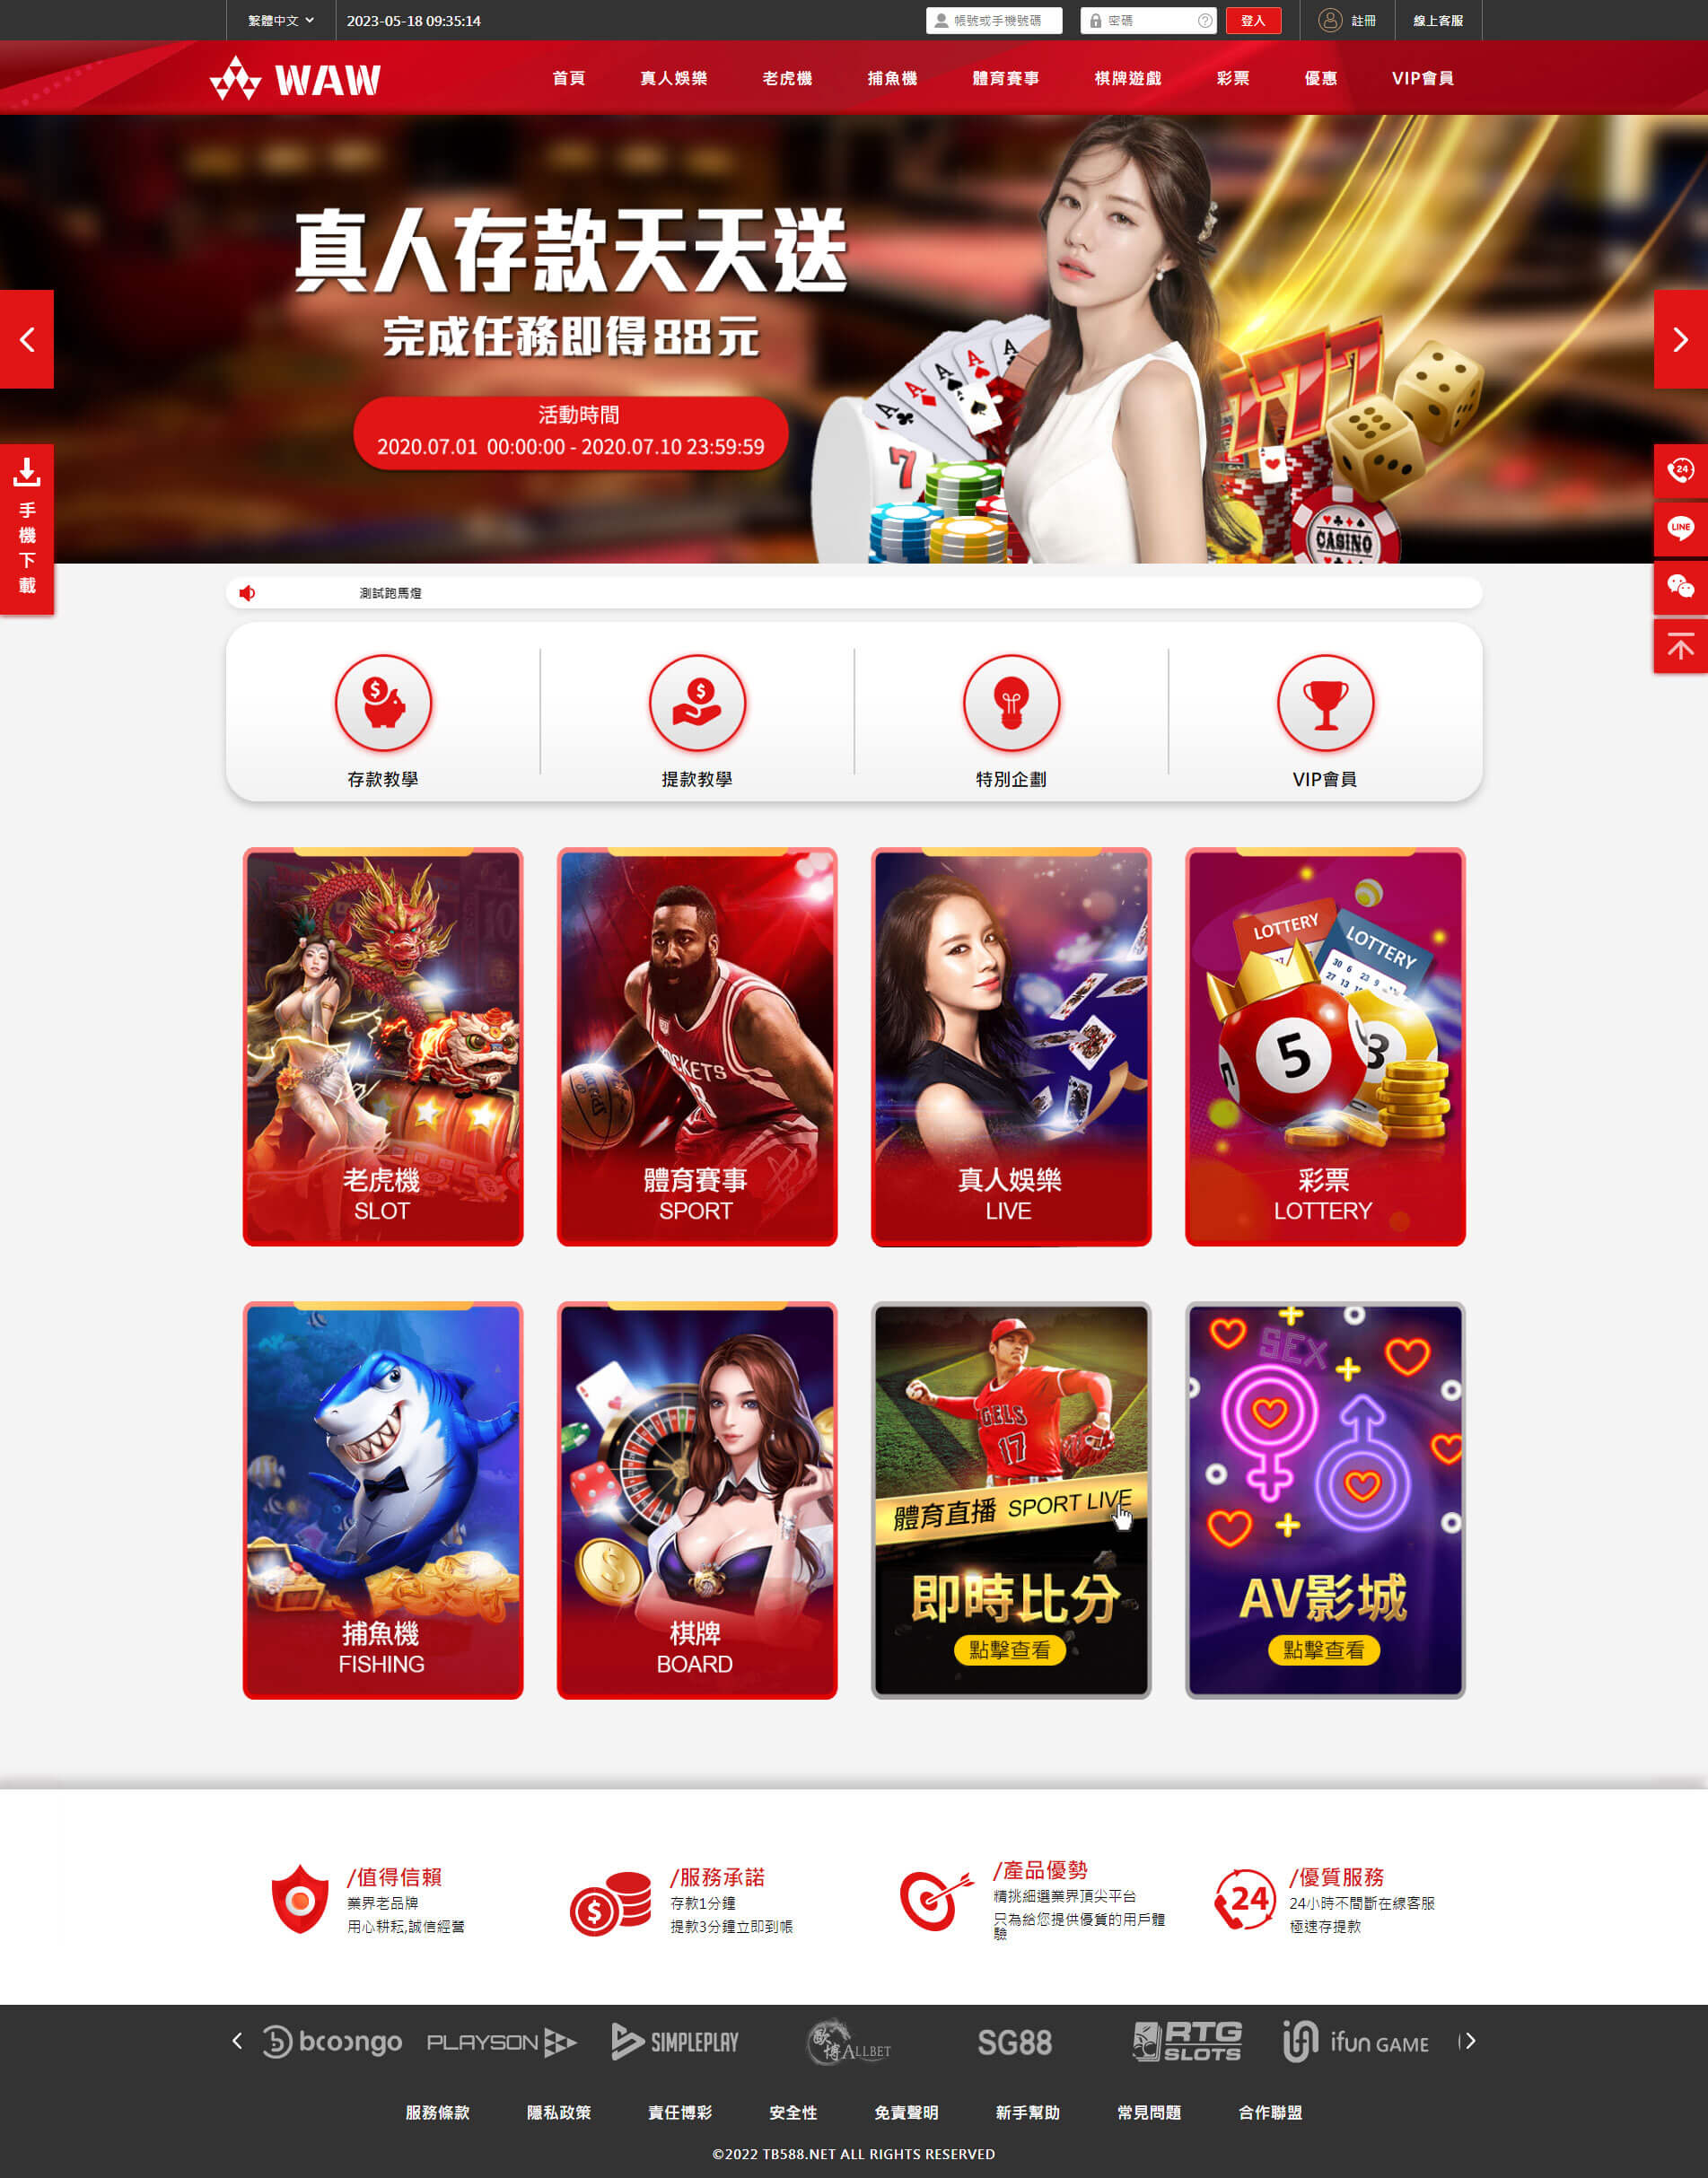 繁體中文
2023-05-18 09:35:14
帳號或手機號碼
密碼
登入
註冊
線上客服
WAW
首頁
真人娛樂
老虎機
捕魚機
體育賽事
棋牌遊戲
彩票
優惠
VIP會員
真人存款天天送
完成任務即得88元
活動時間
2020.07.01 00:00:00 - 2020.07.10 23:59:59
CASINO
手機下載
24
LINE
測試跑馬燈
存款教學
提款教學
特別企劃
VIP會員
老虎機
SLOT
體育賽事
SPORT
真人娛樂
LIVE
LOTTERY
LOTTERY
5
彩票
LOTTERY
捕魚機
FISHING
棋牌
BOARD
GELS
17
體育直播 SPORT LIVE
即時比分
點擊查看
SEX
AV影城
點擊查看
/值得信賴
業界老品牌
用心耕耘,誠信經營
/服務承諾
存款1分鐘
提款3分鐘立即到帳
/產品優勢
精挑細選業界頂尖平台
只為給您提供優質的用戶體
驗
24
/優質服務
24小時不間斷在線客服
極速存提款
bcoongo
PLAYSON
SIMPLEPLAY
歐博 ALLBET
SG88
RTG SLOTS
ifun GAME
服務條款
隱私政策
責任博彩
安全性
免責聲明
新手幫助
常見問題
合作聯盟
©2022 TB588.NET ALL RIGHTS RESERVED